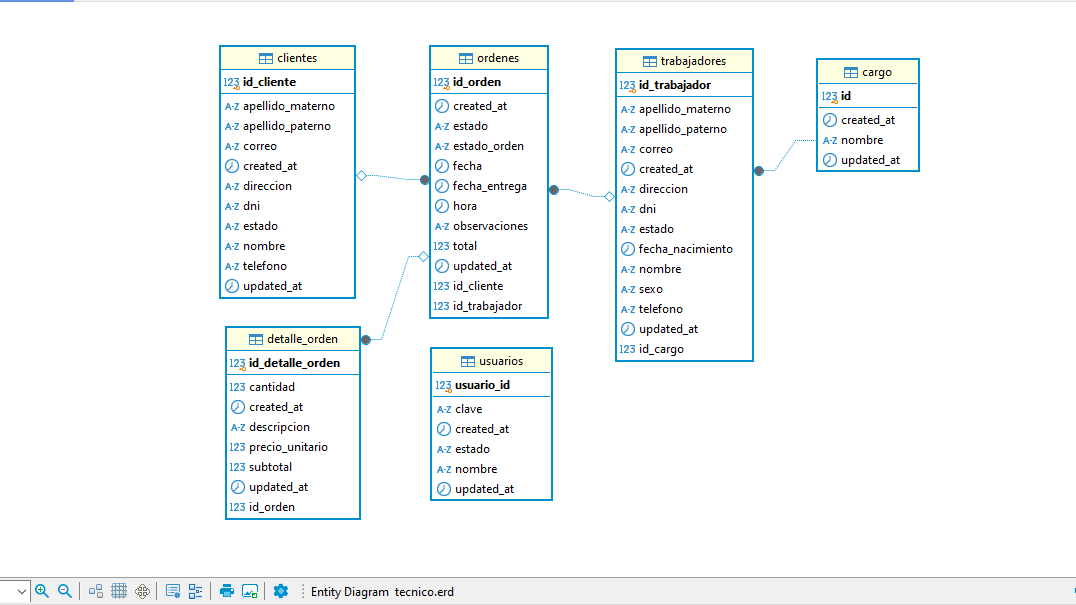 clientes
123 id_cliente
A-Z apellido_materno
A-Z apellido_paterno
A-Z correo
created_at
A-Z direccion
A-Z dni
A-Z estado
A-Z nombre
A-Z telefono
updated_at
ordenes
123 id_orden
created_at
A-Z estado
A-Z estado_orden
fecha
fecha_entrega
hora
A-Z observaciones
123 total
updated_at
123 id_cliente
123 id_trabajador
trabajadores
123 id_trabajador
A-Z apellido_materno
A-Z apellido_paterno
A-Z correo
created_at
A-Z direccion
A-Z dni
A-Z estado
fecha_nacimiento
A-Z nombre
A-Z sexo
A-Z telefono
updated_at
123 id_cargo
cargo
123 id
created_at
A-Z nombre
updated_at
detalle_orden
123 id_detalle_orden
123 cantidad
created_at
A-Z descripcion
123 precio_unitario
123 subtotal
updated_at
123 id_orden
usuarios
123 usuario_id
A-Z clave
created_at
A-Z estado
A-Z nombre
updated_at
Entity Diagram tecnico.erd